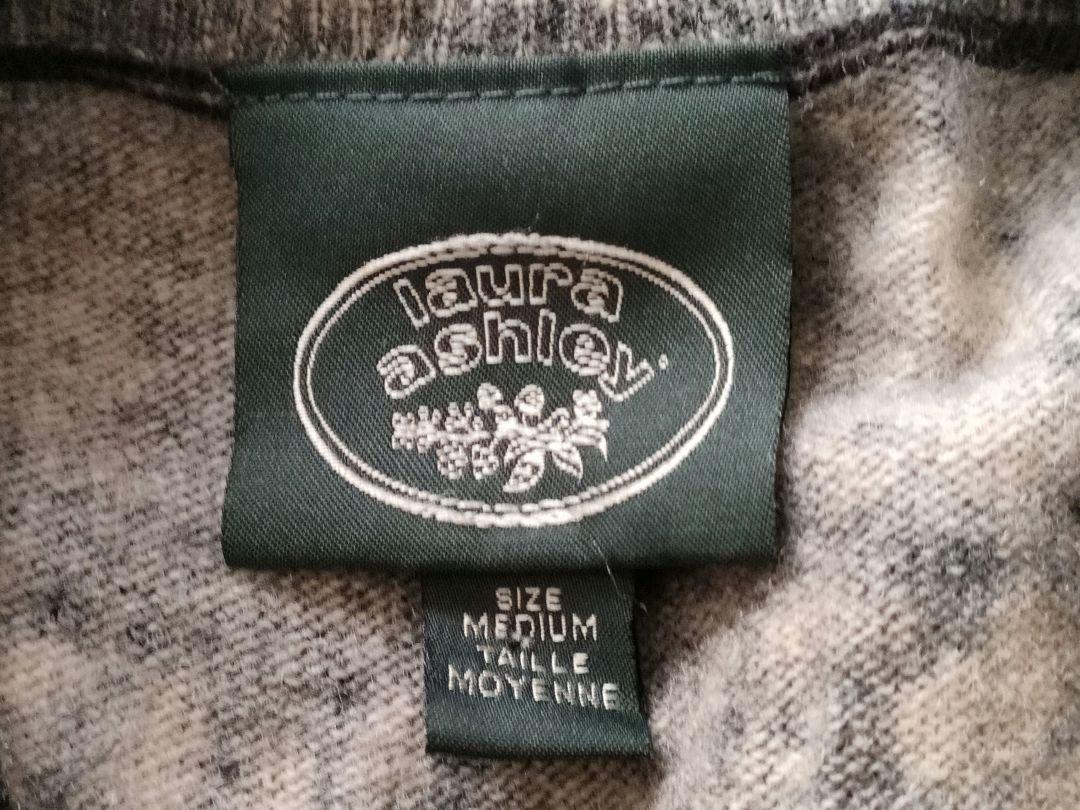 laura
ashley.
SIZE
MEDIUM
TAILLE
MOYENNE